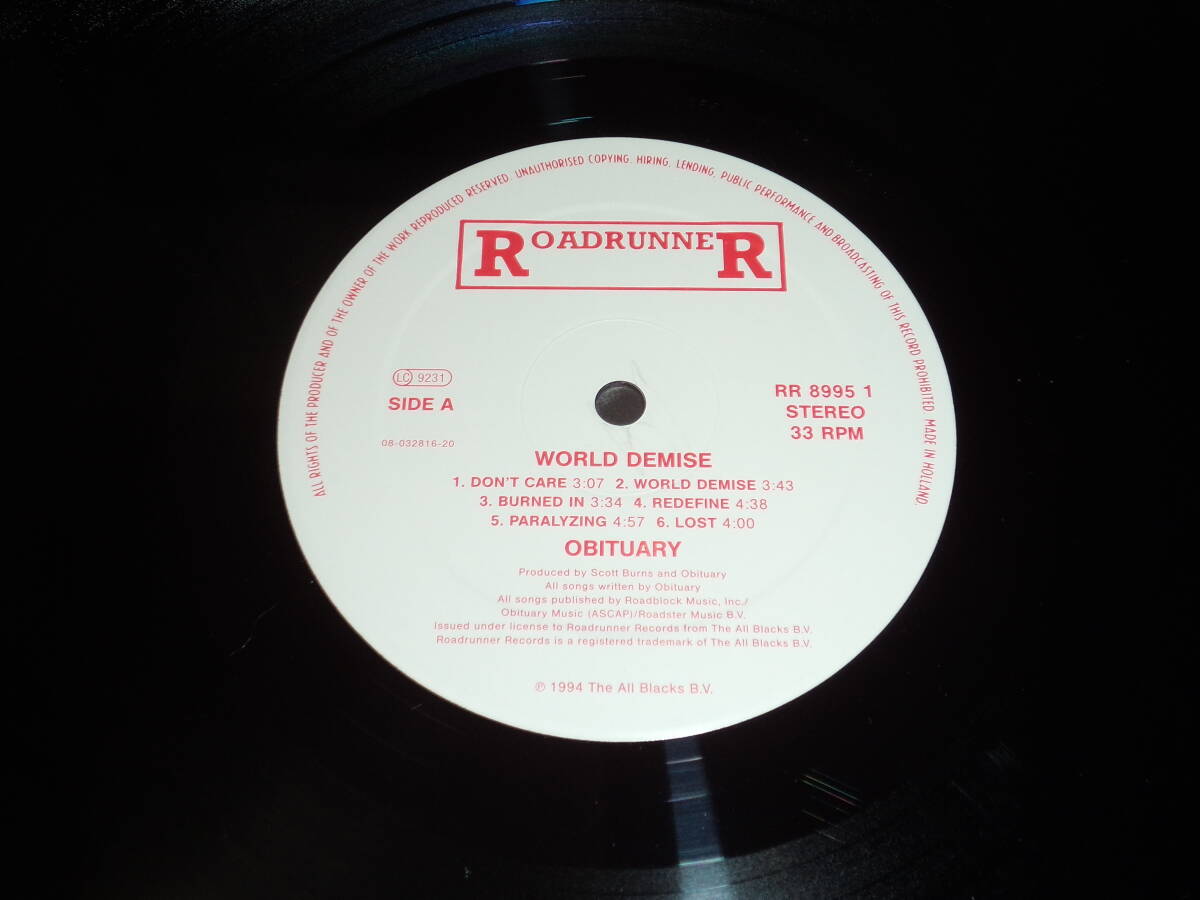 ALL RIGHTS OF THE PRODUCER AND OF THE OWNER OF THE WORK REPRODUCED RESERVED. UNAUTHORISED COPYING, HIRING, LENDING, PUBLIC PERFORMANCE AND BROADCASTING OF THIS RECORD PROHIBITED. MADE IN HOLLAND.
ROADRUNNER
LC 9231
SIDE A
08-032816-20
RR 8995 1
STEREO
33 RPM
WORLD DEMISE
1. DON'T CARE 3:07 2. WORLD DEMISE 3:43
3. BURNED IN 3:34 4. REDEFINE 4:38
5. PARALYZING 4:57 6. LOST 4:00
OBITUARY
Produced by Scott Burns and Obituary
All songs written by Obituary
All songs published by Roadblock Music, Inc./
Obituary Music (ASCAP)/Roadster Music B.V.
Issued under license to Roadrunner Records from The All Blacks B.V.
Roadrunner Records is a registered trademark of The All Blacks B.V.
℗ 1994 The All Blacks B.V.